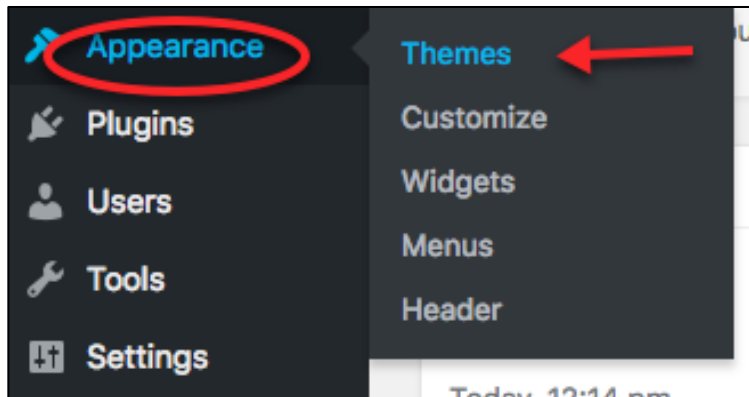 Appearance
Plugins
Users
Tools
Settings
Themes
Customize
Widgets
Menus
Header
Today, 12:14 pm